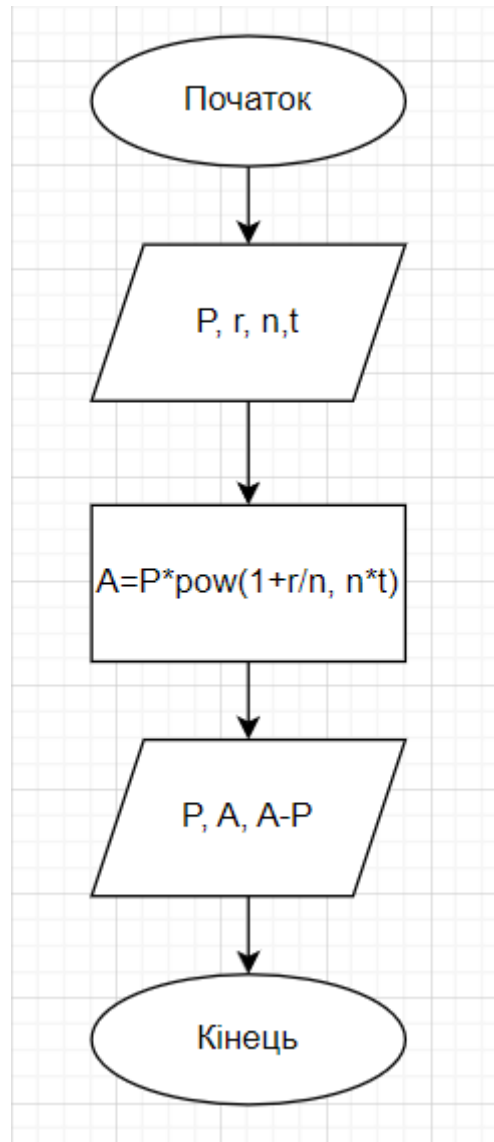 Початок
P, r, n,t
A=P*pow(1+r/n, n*t)
P, A, A-P
Кінець